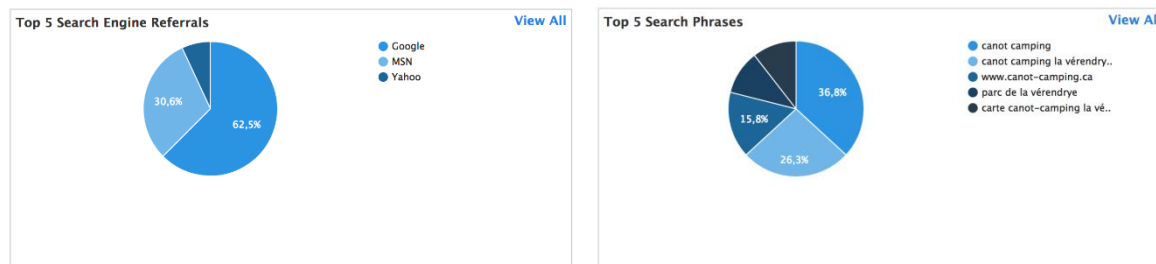 Top 5 Search Engine Referrals
View All
Google
MSN
Yahoo
30,6%
62,5%
Top 5 Search Phrases
View Al
canot camping
canot camping la vérendry..
www.canot-camping.ca
parc de la vérendrye
carte canot-camping la vé..
36,8%
15,8%
26,3%